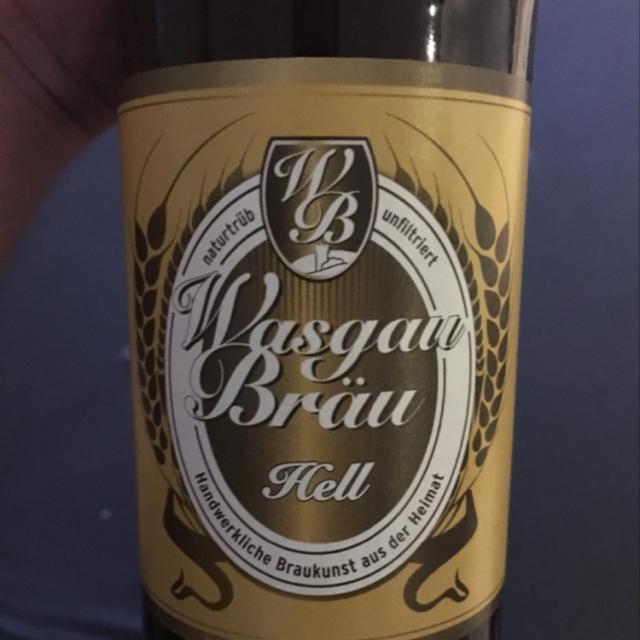 WB
naturtrüb
unfiltriert
Wasgau
Bräu
Hell
Handwerkliche Braukunst aus der Heimat